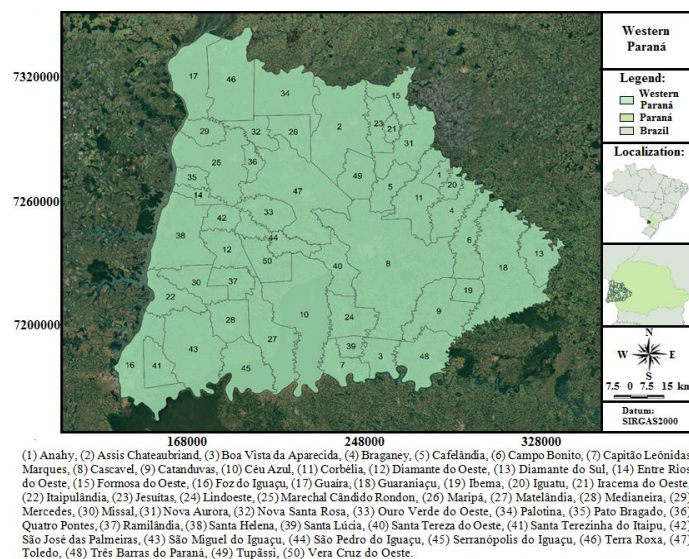 Western
Paraná
Legend:
Western
Paraná
Paraná
Brazil
Localization:
N
W E
S
7.5 0 7.5 15 km
Datum:
SIRGAS2000
7320000
7260000
7200000
168000 248000 328000
17
46
34
15
2
23
21
31
29
32
26
25
36
35
14
47
49
5
11
1
20
4
42
33
38
44
12
50
40
8
6
18
13
30
37
22
19
9
10
24
28
27
39
43
16
41
45
7
3
48
(1) Anahy, (2) Assis Chateaubriand, (3) Boa Vista da Aparecida, (4) Braganey, (5) Cafelândia, (6) Campo Bonito, (7) Capitão Leônidas
Marques, (8) Cascavel, (9) Catanduvas, (10) Céu Azul, (11) Corbélia, (12) Diamante do Oeste, (13) Diamante do Sul, (14) Entre Rios
do Oeste, (15) Formosa do Oeste, (16) Foz do Iguaçu, (17) Guaíra, (18) Guaraniaçu, (19) Ibema, (20) Iguatu, (21) Iracema do Oeste,
(22) Itaipulândia, (23) Jesuítas, (24) Lindoeste, (25) Marechal Cândido Rondon, (26) Maripá, (27) Matelândia, (28) Medianeira, (29)
Mercedes, (30) Missal, (31) Nova Aurora, (32) Nova Santa Rosa, (33) Ouro Verde do Oeste, (34) Palotina, (35) Pato Bragado, (36)
Quatro Pontes, (37) Ramilândia, (38) Santa Helena, (39) Santa Lúcia, (40) Santa Tereza do Oeste, (41) Santa Terezinha do Itaipu, (42)
São José das Palmeiras, (43) São Miguel do Iguaçu, (44) São Pedro do Iguaçu, (45) Serranópolis do Iguaçu, (46) Terra Roxa, (47)
Toledo, (48) Três Barras do Paraná, (49) Tupãssi, (50) Vera Cruz do Oeste.